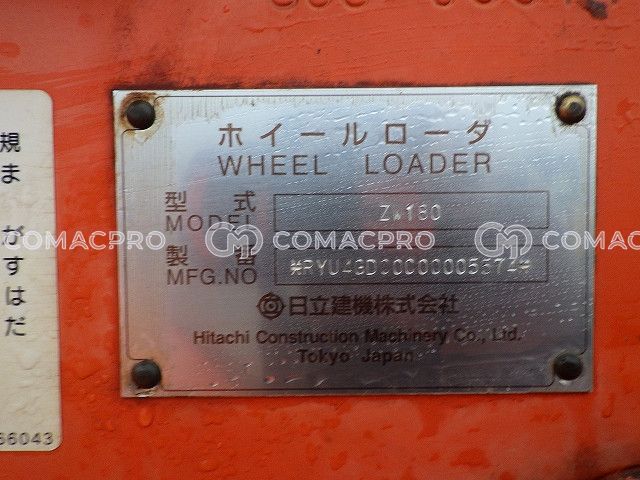 ホイールローダ
WHEEL LOADER
型式
MODEL ZW180
COMACPRO COMACPRO COMACPRO
製番
MFG.NO
日立建機株式会社
Hitachi Construction Machinery Co., Ltd.
Tokyo Japan
規
ま
がすはだ
66043